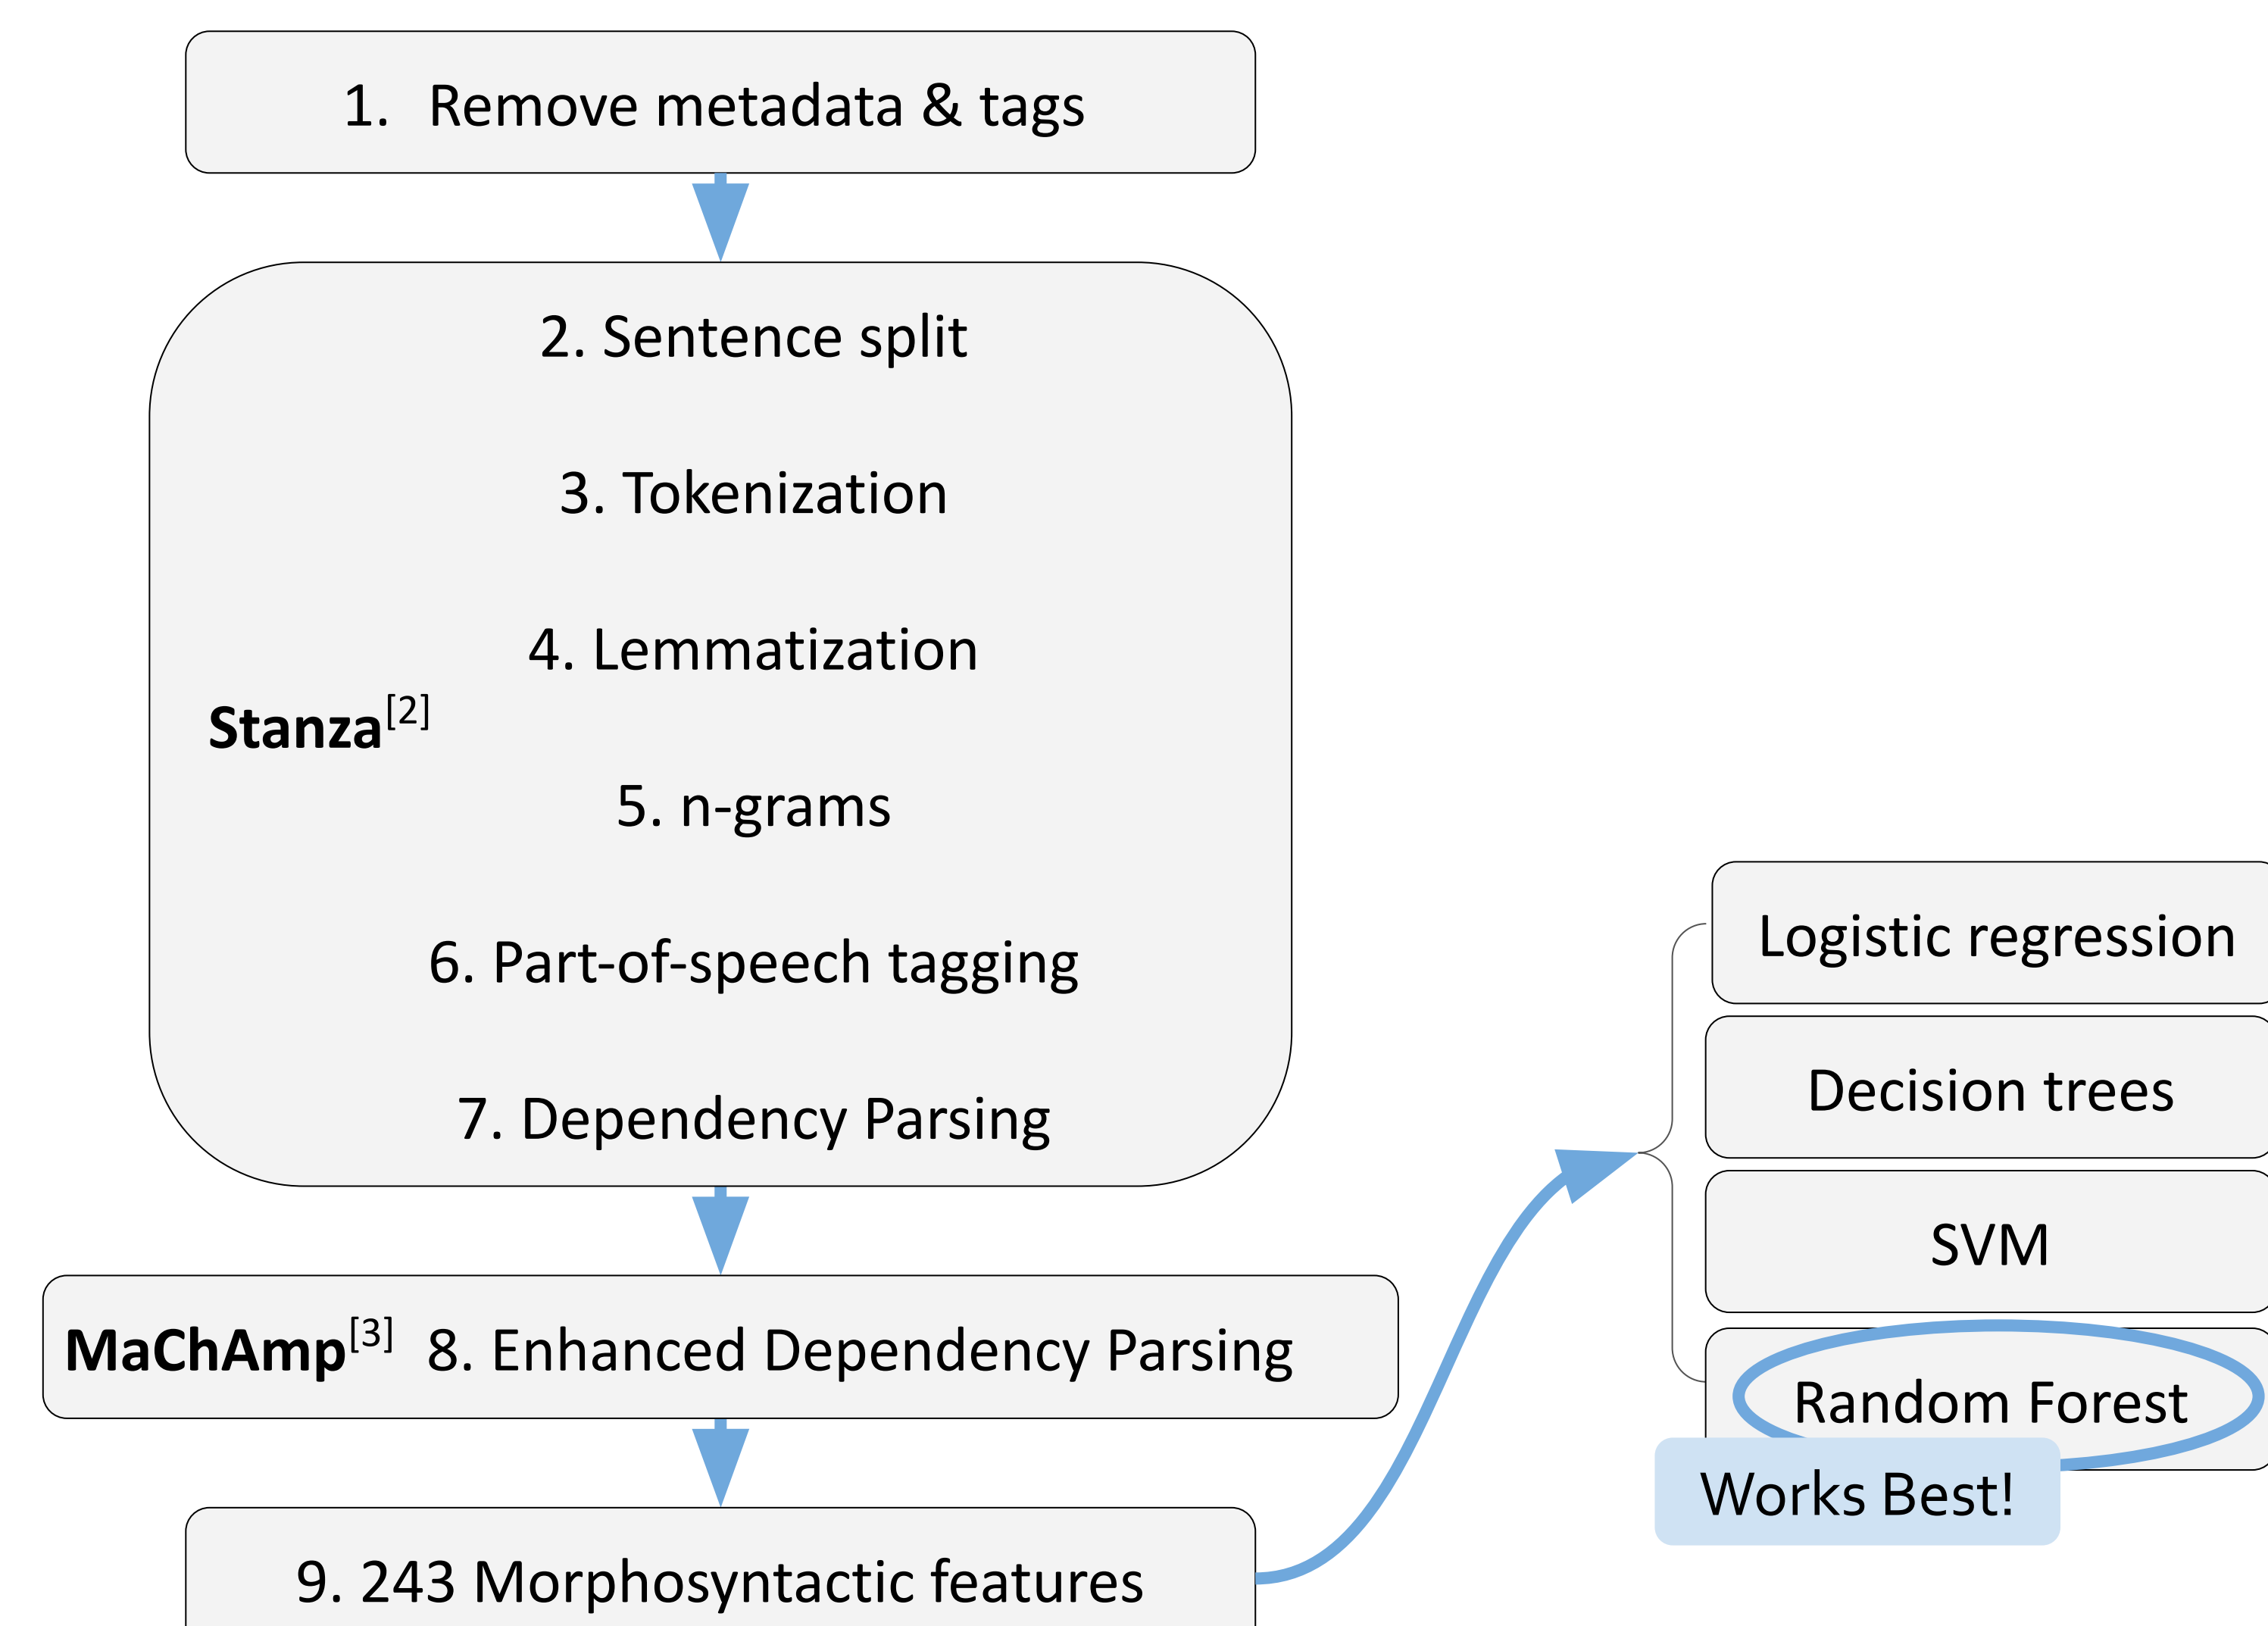 1. Remove metadata & tags
2. Sentence split
3. Tokenization
4. Lemmatization
Stanza[2]
5. n-grams
6. Part-of-speech tagging
7. Dependency Parsing
MaChAmp[3] 8. Enhanced Dependency Parsing
9. 243 Morphosyntactic features
Logistic regression
Decision trees
SVM
Random Forest
Works Best!